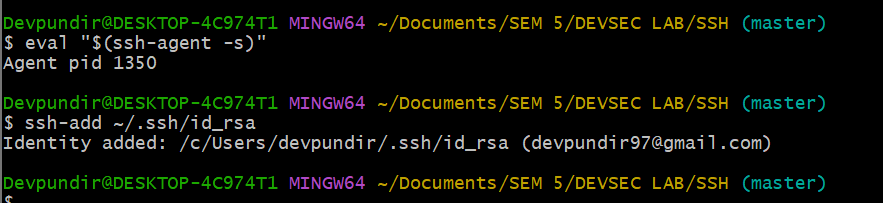 Devpundir@DESKTOP-4C974T1 MINGW64 ~/Documents/SEM 5/DEVSEC LAB/SSH (master)
$ eval "$(ssh-agent -s)"
Agent pid 1350
Devpundir@DESKTOP-4C974T1 MINGW64 ~/Documents/SEM 5/DEVSEC LAB/SSH (master)
$ ssh-add ~/.ssh/id_rsa
Identity added: /c/Users/devpundir/.ssh/id_rsa (devpundir97@gmail.com)
Devpundir@DESKTOP-4C974T1 MINGW64 ~/Documents/SEM 5/DEVSEC LAB/SSH (master)
$